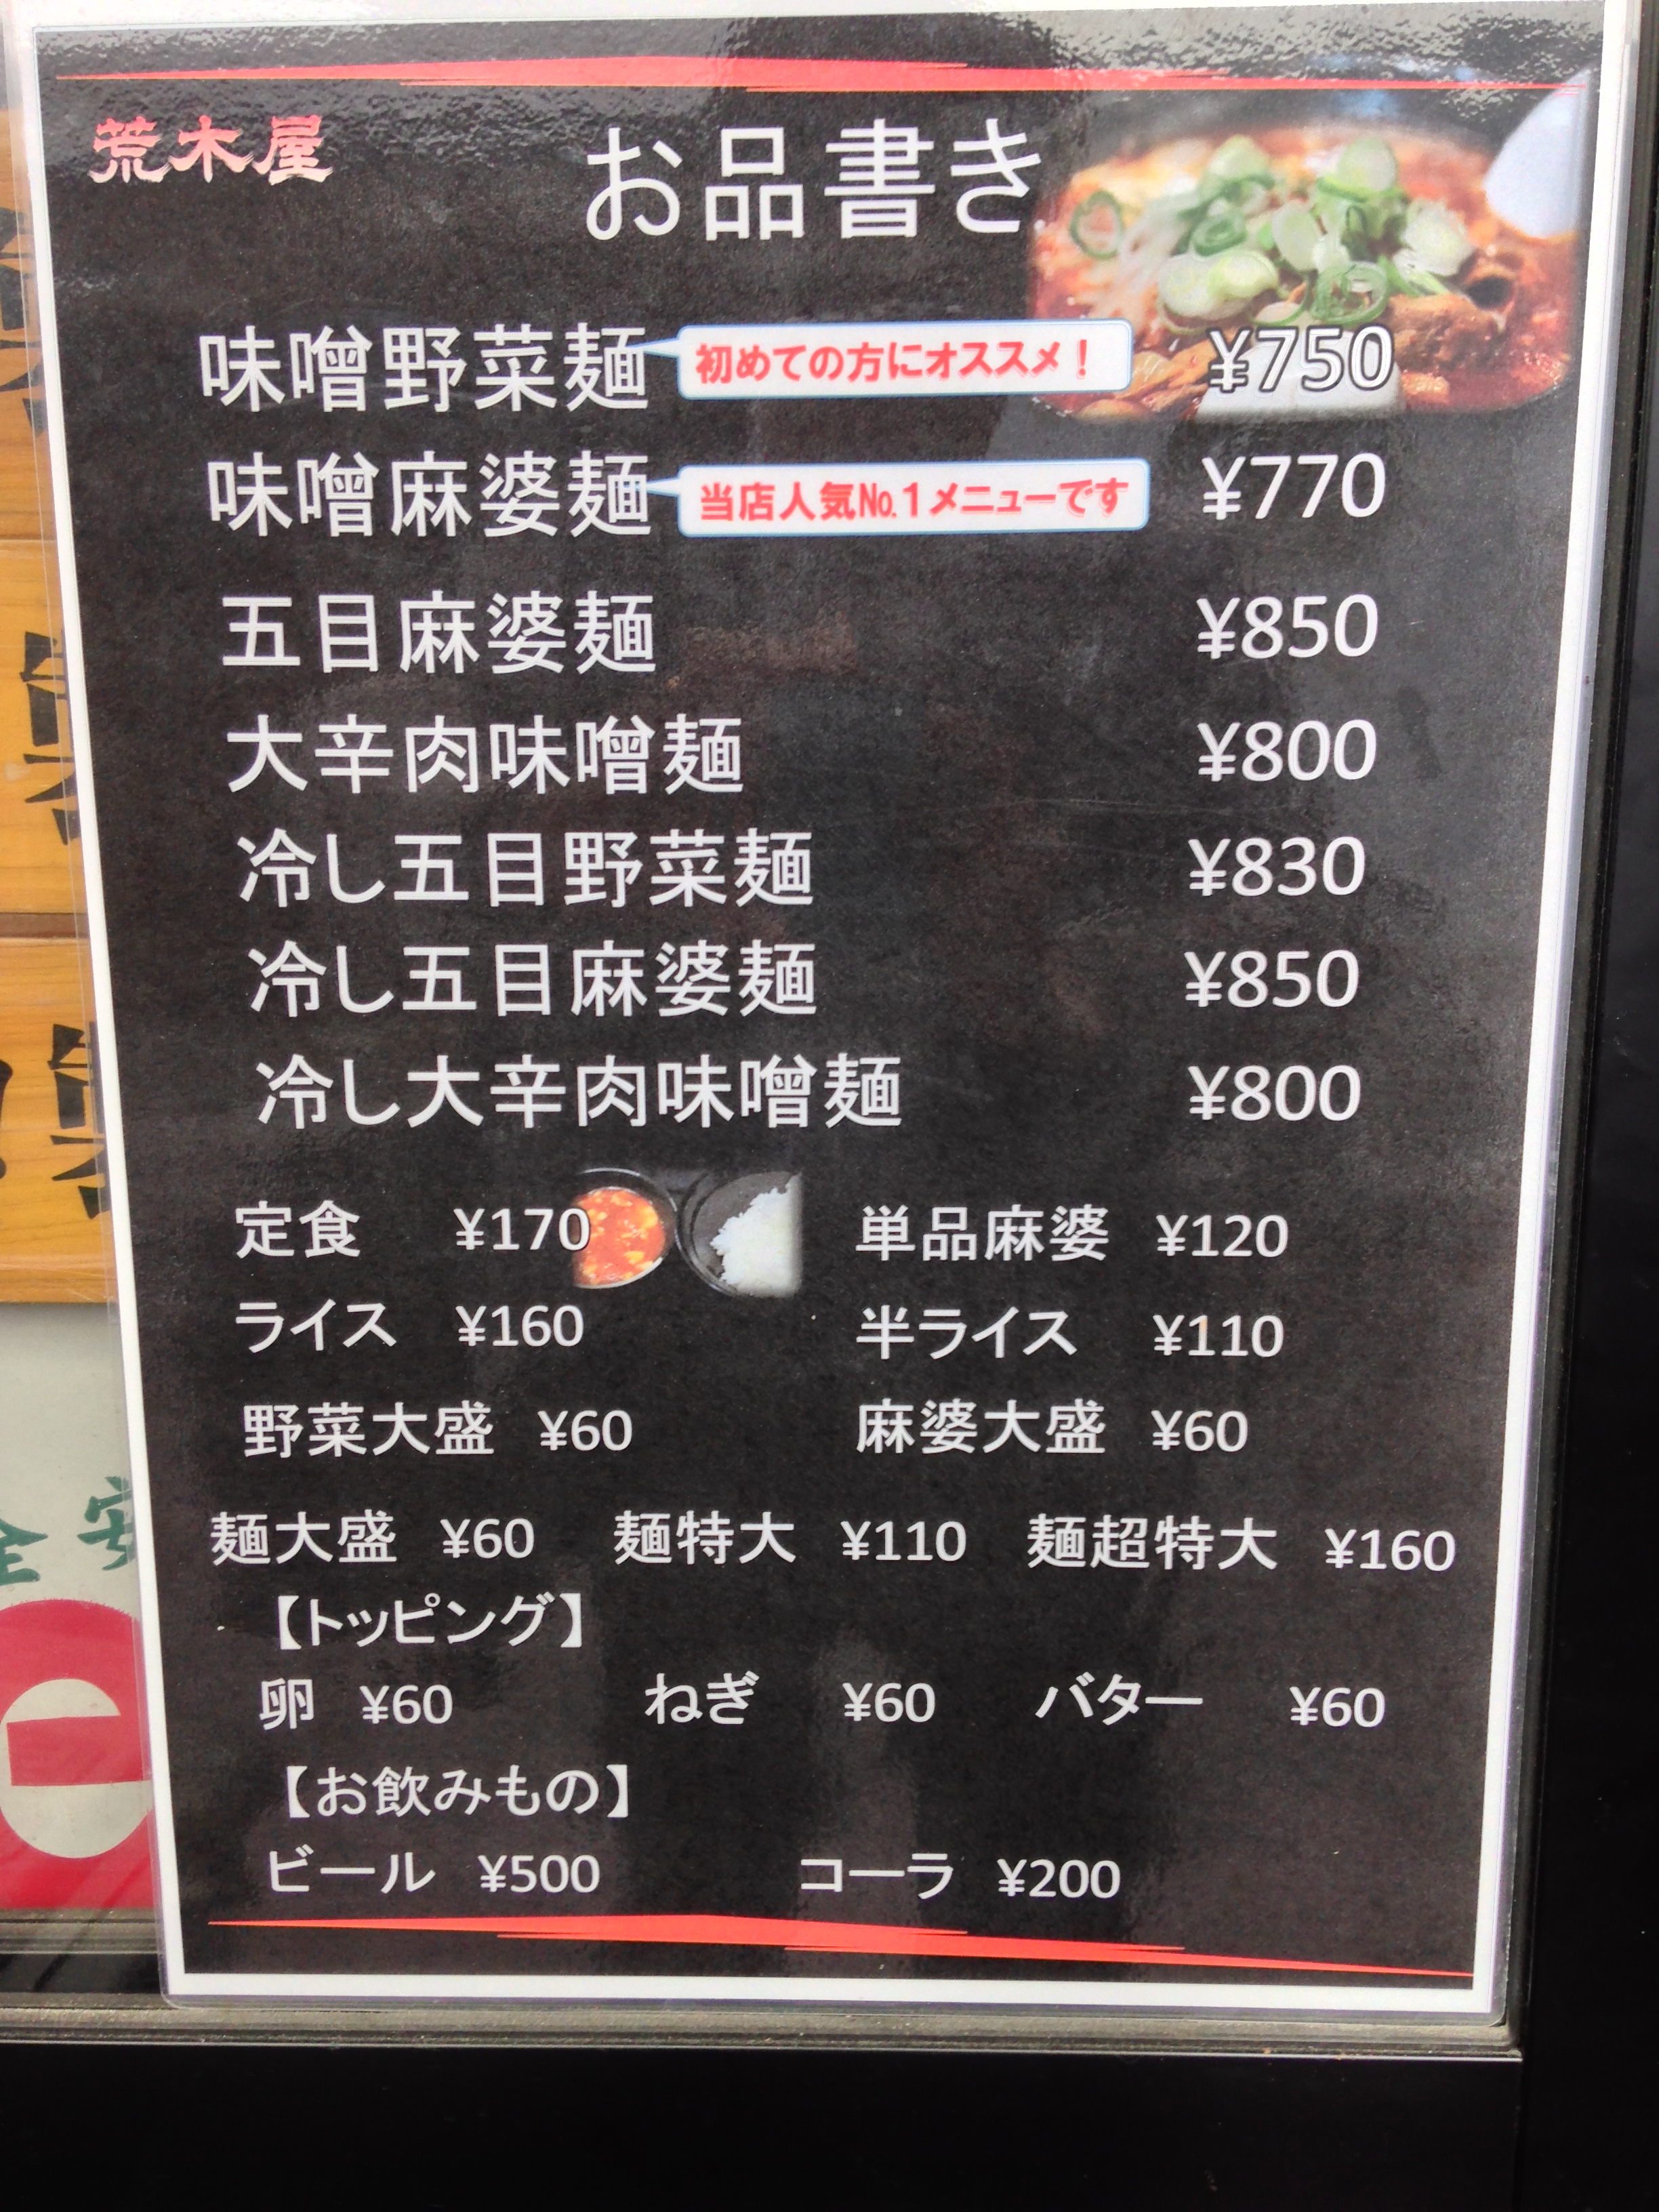 荒木屋
お品書き
味噌野菜麺 初めての方にオススメ！ ¥750
味噌麻婆麺 当店人気№1メニューです ¥770
五目麻婆麺 ¥850
大辛肉味噌麺 ¥800
冷し五目野菜麺 ¥830
冷し五目麻婆麺 ¥850
冷し大辛肉味噌麺 ¥800
定食 ¥170 単品麻婆 ¥120
ライス ¥160 半ライス ¥110
野菜大盛 ¥60 麻婆大盛 ¥60
麺大盛 ¥60 麺特大 ¥110 麺超特大 ¥160
【トッピング】
卵 ¥60 ねぎ ¥60 バター ¥60
【お飲みもの】
ビール ¥500 コーラ ¥200